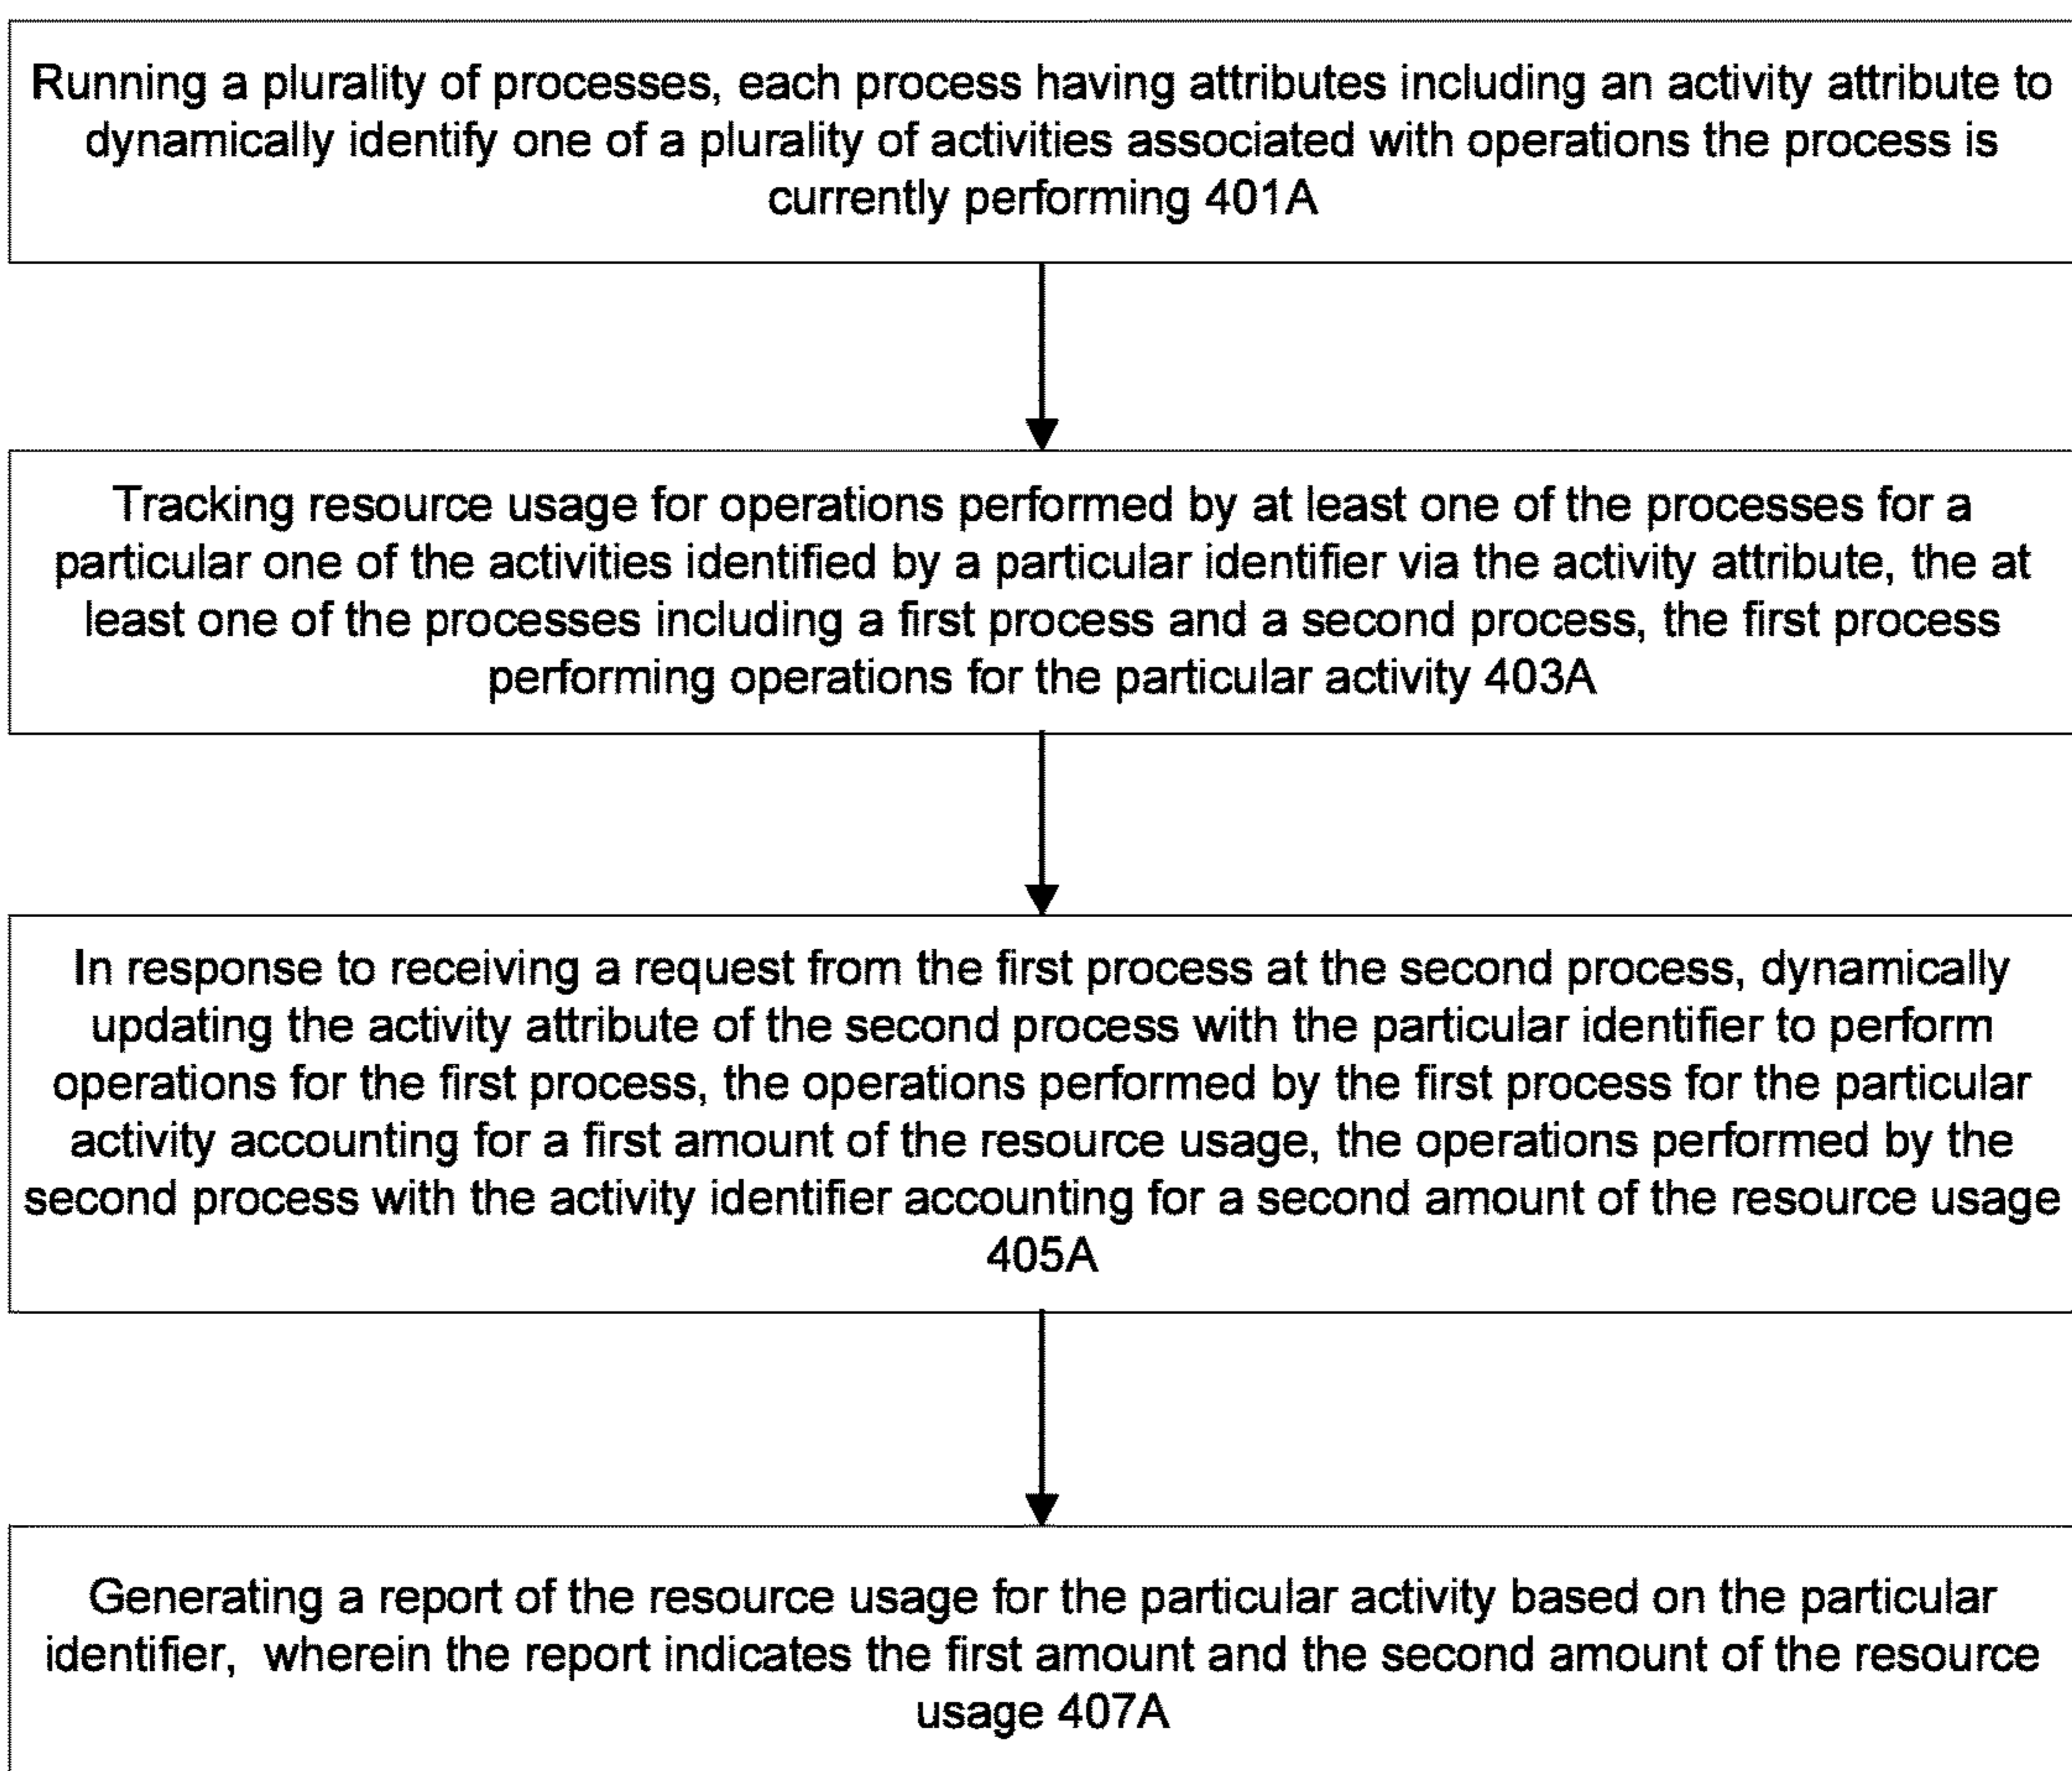 Running a plurality of processes, each process having attributes including an activity attribute to
dynamically identify one of a plurality of activities associated with operations the process is
currently performing 401A
Tracking resource usage for operations performed by at least one of the processes for a
particular one of the activities identified by a particular identifier via the activity attribute, the at
least one of the processes including a first process and a second process, the first process
performing operations for the particular activity 403A
In response to receiving a request from the first process at the second process, dynamically
updating the activity attribute of the second process with the particular identifier to perform
operations for the first process, the operations performed by the first process for the particular
activity accounting for a first amount of the resource usage, the operations performed by the
second process with the activity identifier accounting for a second amount of the resource usage
405A
Generating a report of the resource usage for the particular activity based on the particular
identifier,  wherein the report indicates the first amount and the second amount of the resource
usage 407A